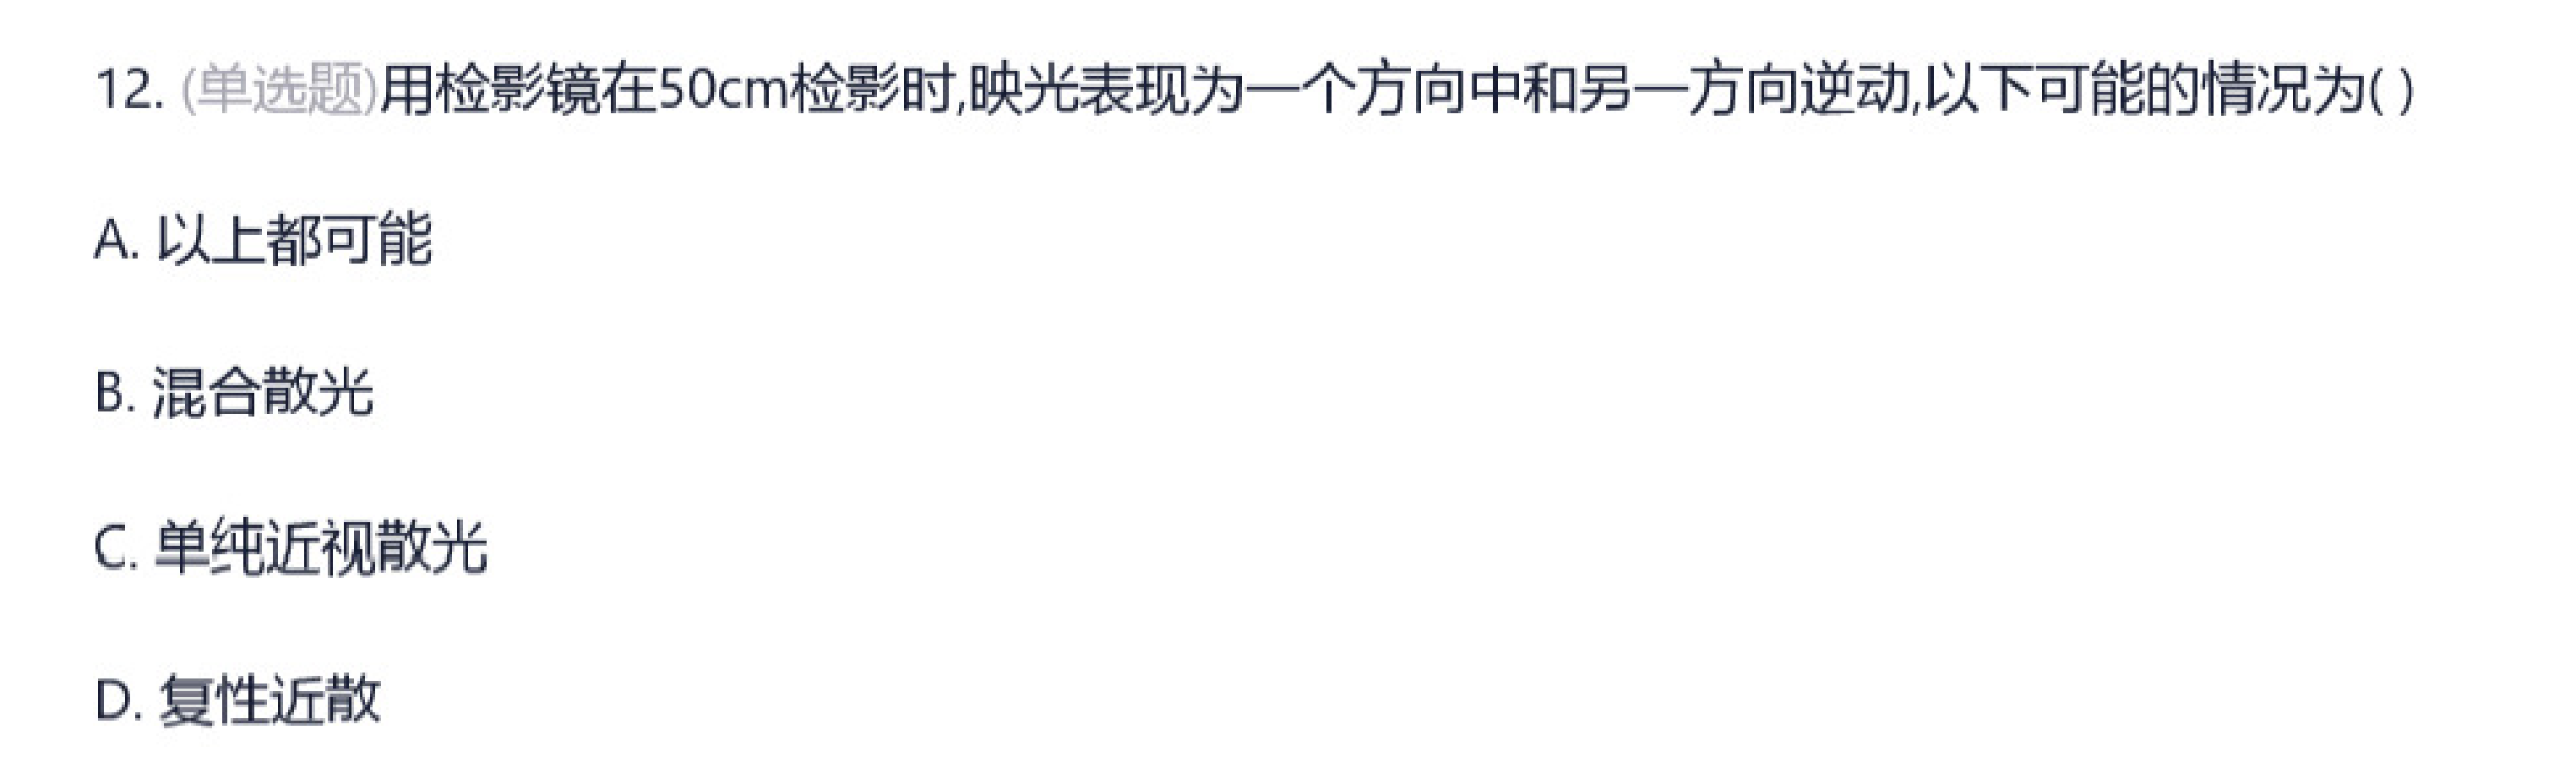 12. (单选题)用检影镜在50cm检影时,映光表现为一个方向中和另一方向逆动,以下可能的情况为( )
A. 以上都可能
B. 混合散光
C. 单纯近视散光
D. 复性近散